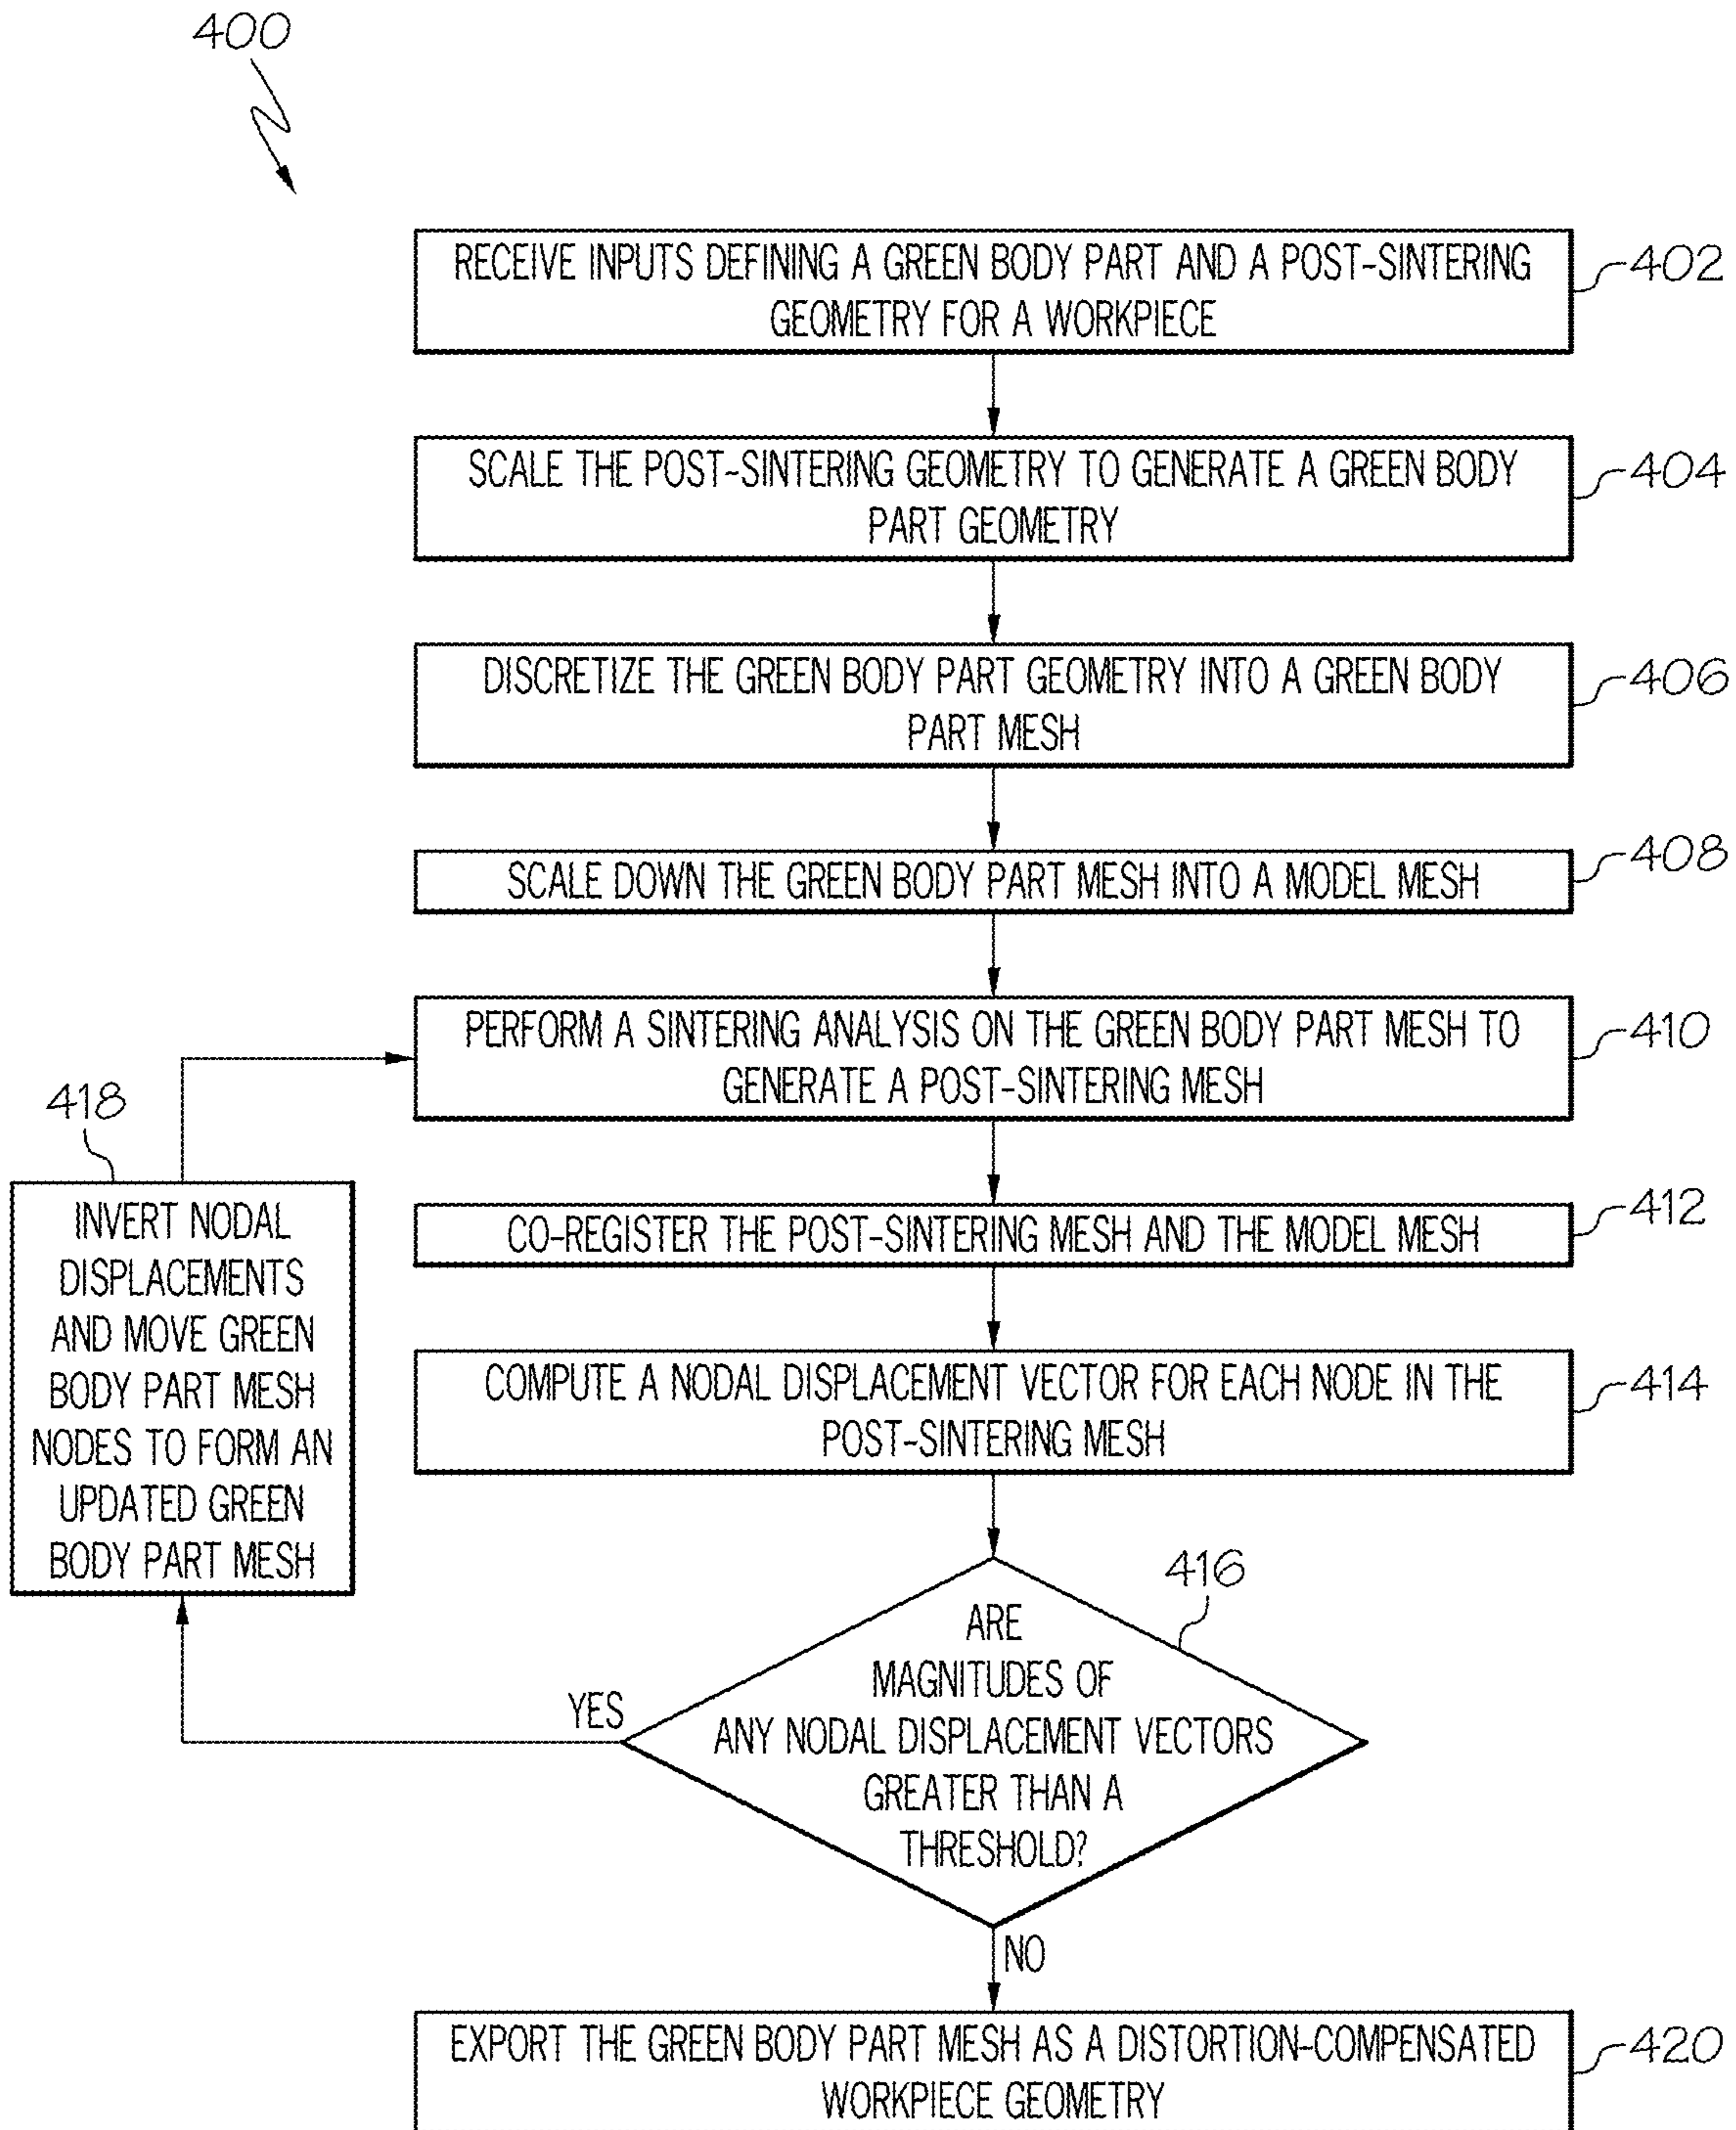 400
RECEIVE INPUTS DEFINING A GREEN BODY PART AND A POST-SINTERING
GEOMETRY FOR A WORKPIECE
402
SCALE THE POST-SINTERING GEOMETRY TO GENERATE A GREEN BODY
PART GEOMETRY
404
DISCRETIZE THE GREEN BODY PART GEOMETRY INTO A GREEN BODY
PART MESH
406
SCALE DOWN THE GREEN BODY PART MESH INTO A MODEL MESH
408
PERFORM A SINTERING ANALYSIS ON THE GREEN BODY PART MESH TO
GENERATE A POST-SINTERING MESH
410
CO-REGISTER THE POST-SINTERING MESH AND THE MODEL MESH
412
COMPUTE A NODAL DISPLACEMENT VECTOR FOR EACH NODE IN THE
POST-SINTERING MESH
414
ARE
MAGNITUDES OF
ANY NODAL DISPLACEMENT VECTORS
GREATER THAN A
THRESHOLD?
416
YES
418
INVERT NODAL
DISPLACEMENTS
AND MOVE GREEN
BODY PART MESH
NODES TO FORM AN
UPDATED GREEN
BODY PART MESH
NO
EXPORT THE GREEN BODY PART MESH AS A DISTORTION-COMPENSATED
WORKPIECE GEOMETRY
420